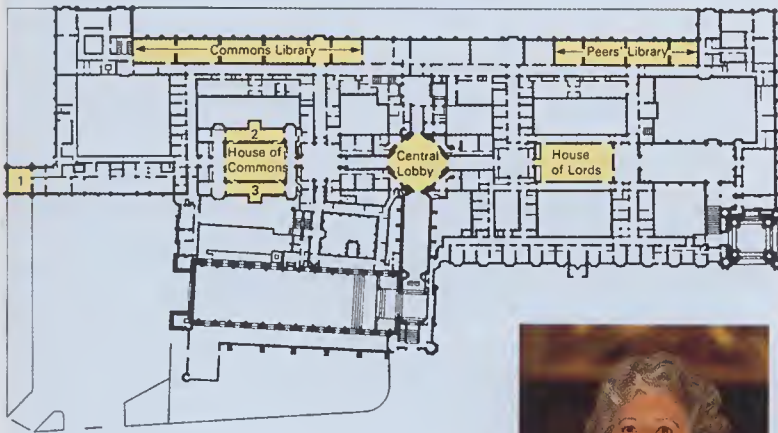 Commons Library
Peers' Library
2
House of
Commons
3
Central
Lobby
House
of Lords
1